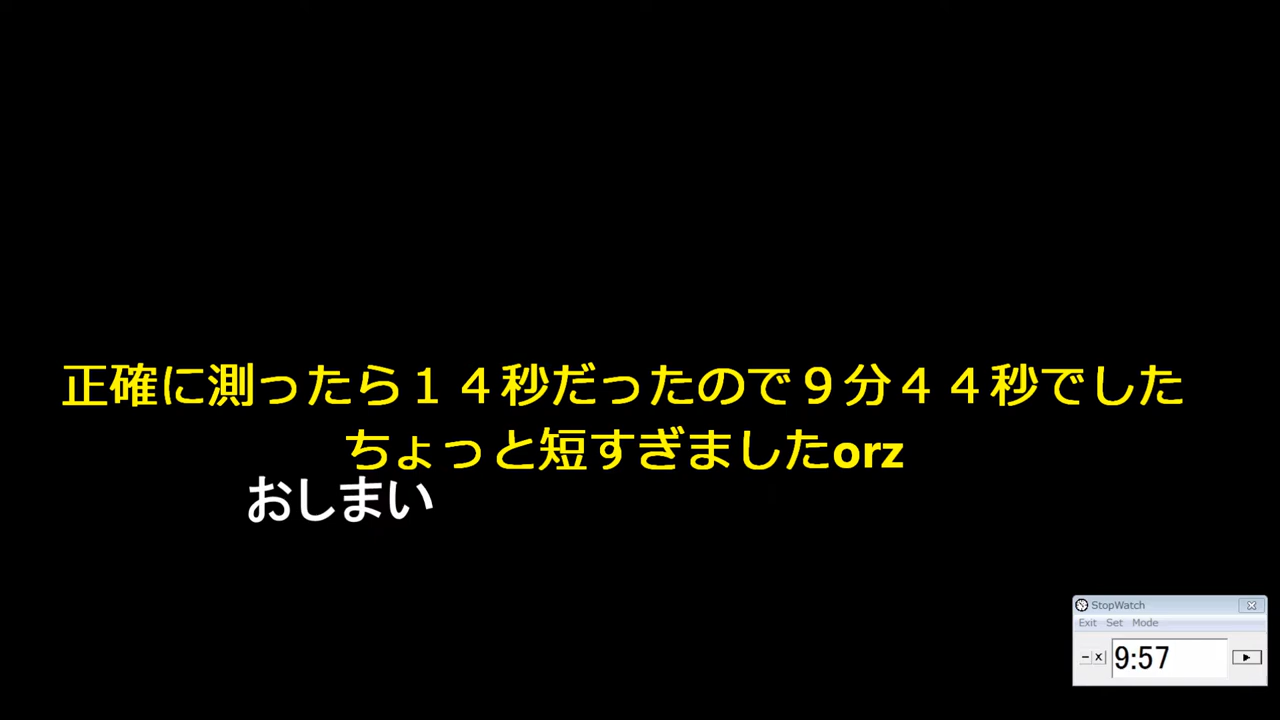 正確に測ったら１４秒だったので９分４４秒でした
ちょっと短すぎましたorz
おしまい
StopWatch
Exit Set Mode
9:57